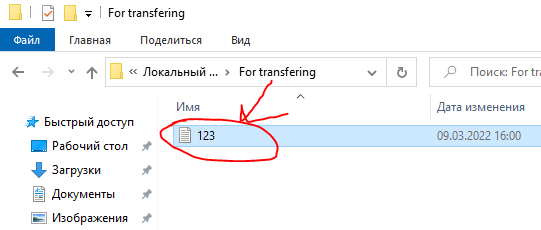 For transfering
Файл Главная Поделиться Вид
« Локальный ... > For transfering
Поиск: For tra
Имя Дата изменения
Быстрый доступ
123 09.03.2022 16:00
Рабочий стол
Загрузки
Документы
Изображения